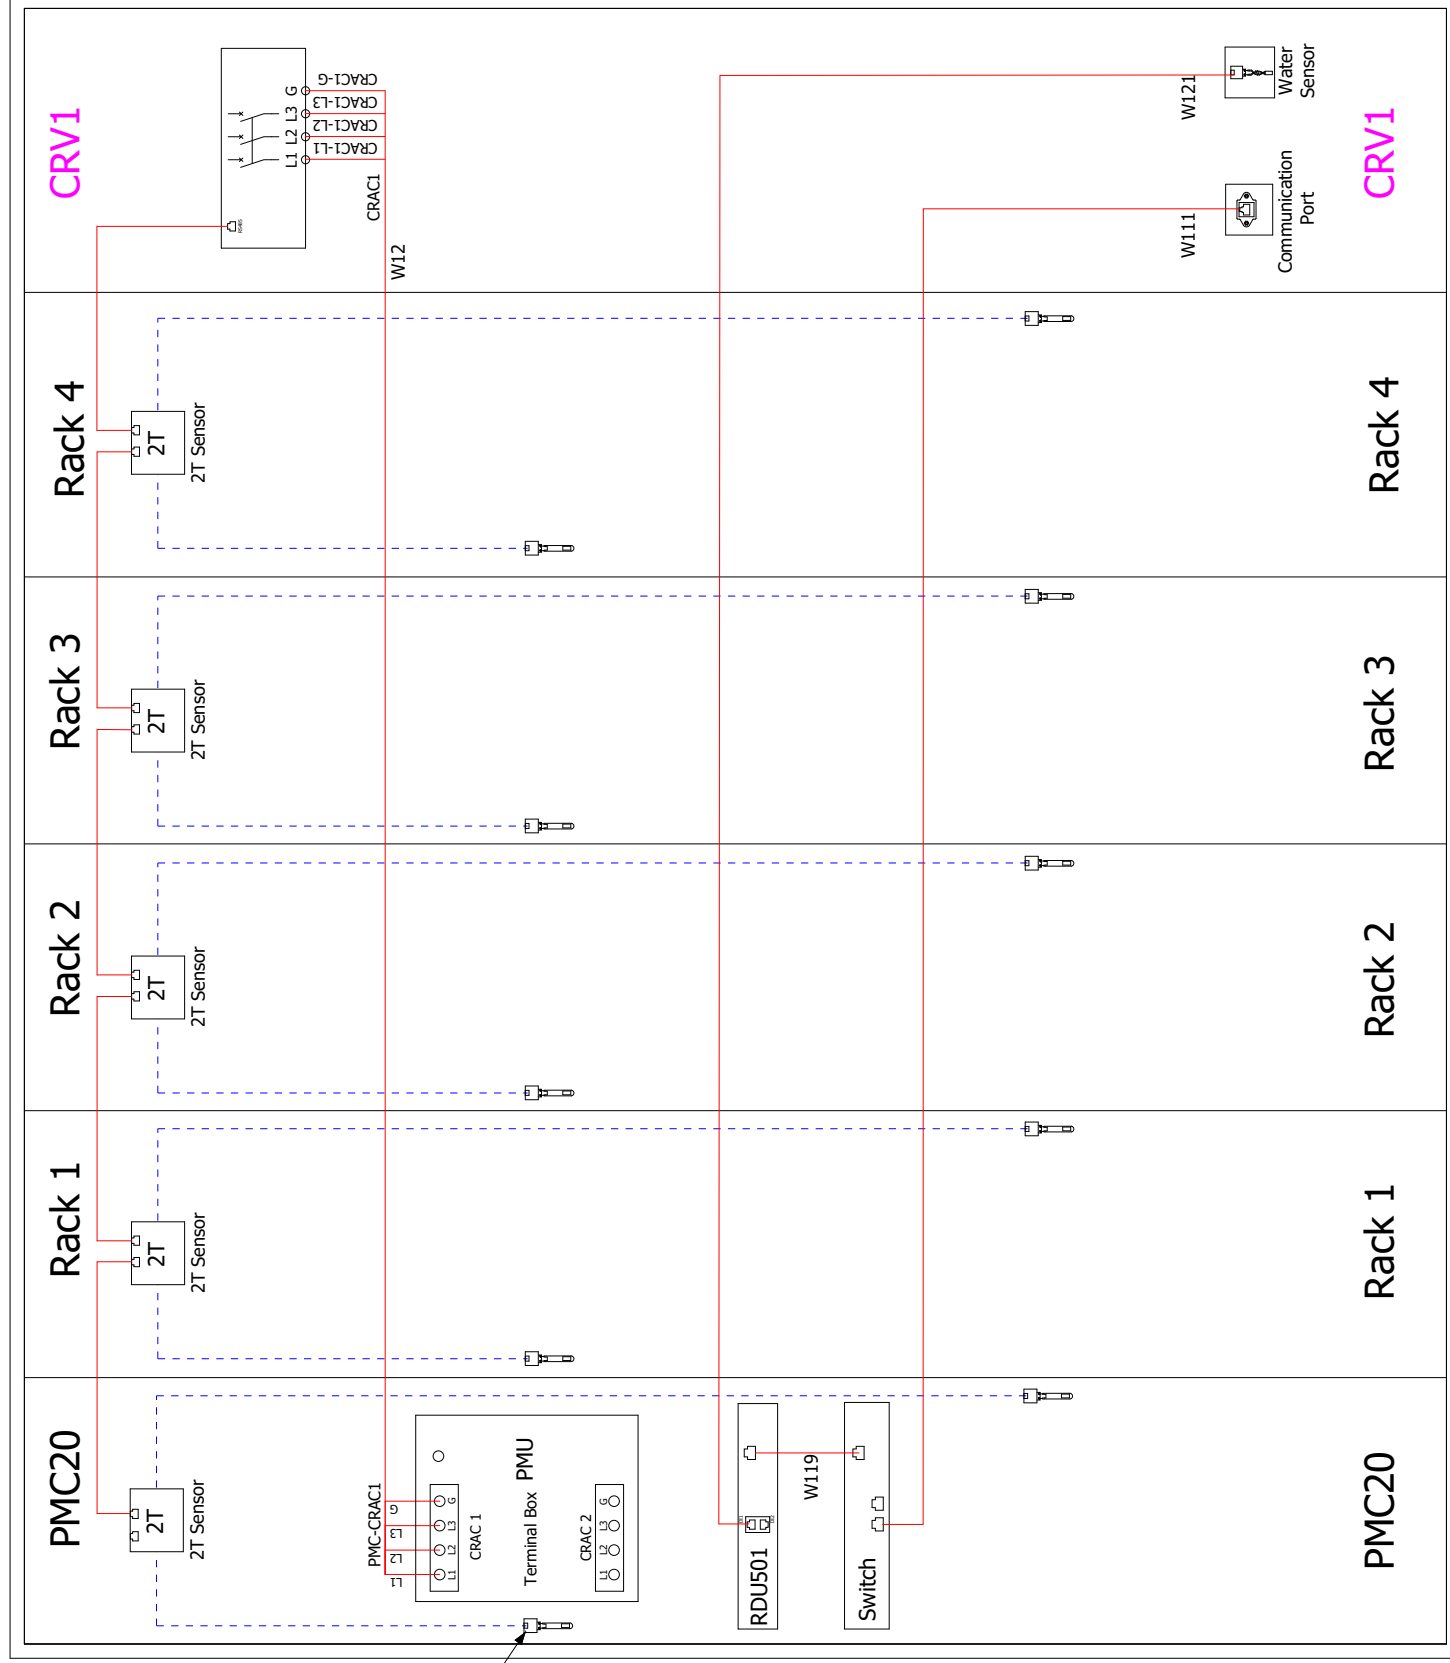 CRV1
G
L3
L2
L1
CRAC1-G
CRAC1-L3
CRAC1-L2
CRAC1-L1
CRAC1
W12
RS485
W121
Water
Sensor
W111
Communication
Port
CRV1
Rack 4
2T
2T Sensor
Rack 4
Rack 3
2T
2T Sensor
Rack 3
Rack 2
2T
2T Sensor
Rack 2
Rack 1
2T
2T Sensor
Rack 1
PMC20
2T
2T Sensor
PMC-CRAC1
G
L3
L2
L1
G
L3
L2
L1
CRAC 1
PMU
Terminal Box
CRAC 2
G
L3
L2
L1
RDU501
W119
Switch
PMC20